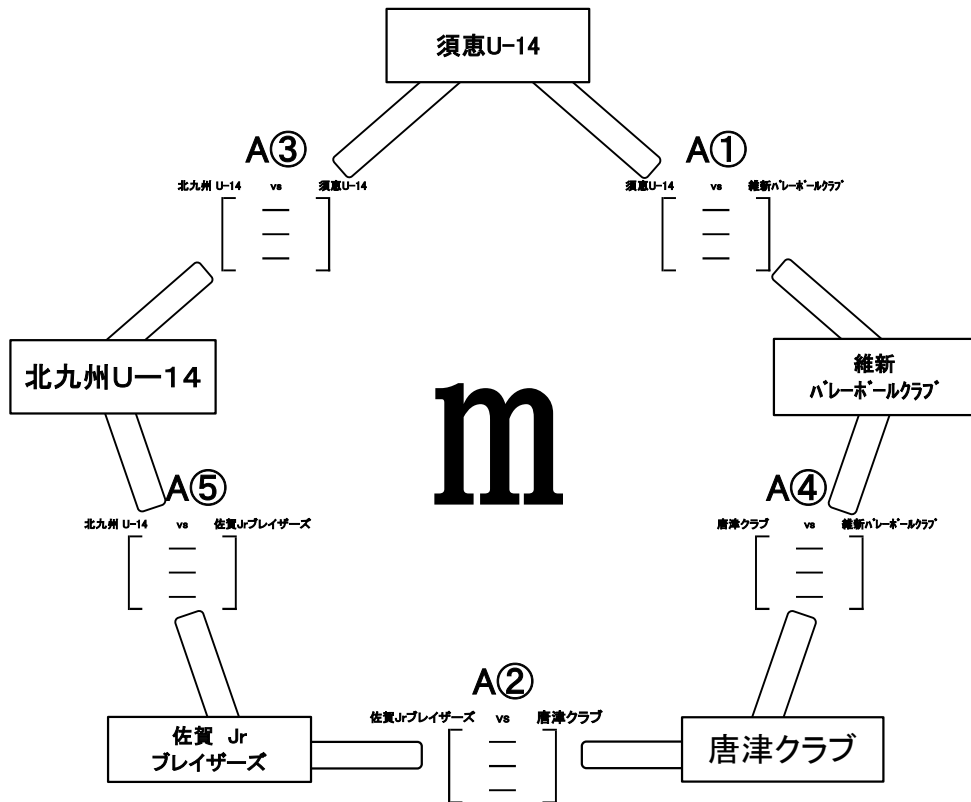 須恵U-14
A③
A①
北九州 U-14 vs 須恵U-14
須恵U-14 vs 維新バレーボールクラブ
北九州U-14
維新
バレーボールクラブ
m
A⑤
A④
北九州 U-14 vs 佐賀Jrブレイザーズ
唐津クラブ vs 維新バレーボールクラブ
A②
佐賀Jrブレイザーズ vs 唐津クラブ
佐賀 Jr
ブレイザーズ
唐津クラブ